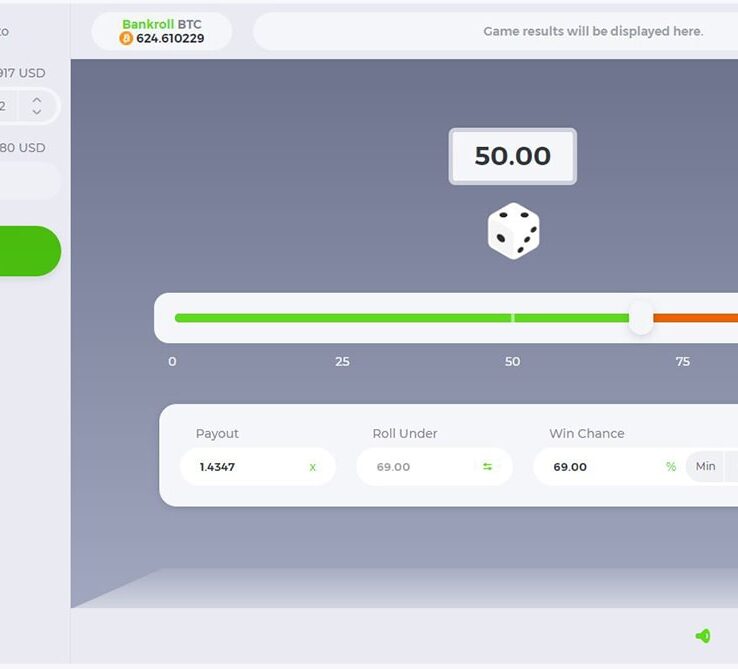 Bankroll BTC
624.610229
Game results will be displayed here.
917 USD
2
80 USD
50.00
0 25 50 75
Payout Roll Under Win Chance
1.4347 x 69.00 69.00 % Min